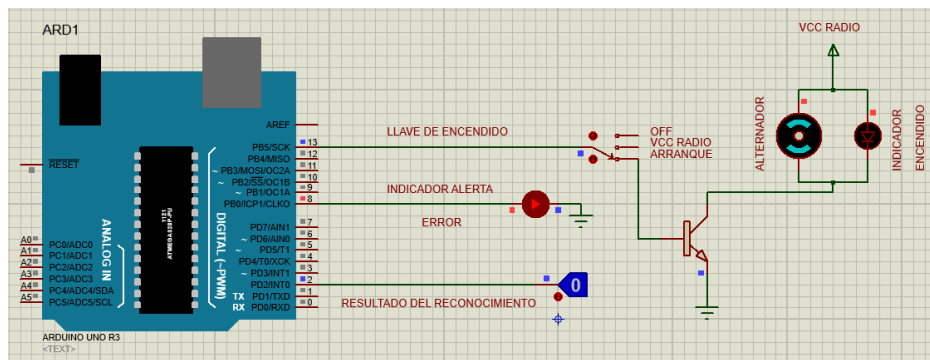 ARD1
VCC RADIO
AREF
13
PB5/SCK
12
PB4/MISO
11
~ PB3/MOSI/OC2A
10
~ PB2/SS/OC1B
9
~ PB1/OC1A
8
PB0/ICP1/CLKO
7
PD7/AIN1
6
~ PD6/AIN0
5
~ PD5/T1
4
PD4/T0/XCK
3
~ PD3/INT1
2
PD2/INT0
1
TX PD1/TXD
0
RX PD0/RXD
RESET
1121
ATMEGA328P-PU
DIGITAL (~PWM)
ANALOG IN
A0
PC0/ADC0
A1
PC1/ADC1
A2
PC2/ADC2
A3
PC3/ADC3
A4
PC4/ADC4/SDA
A5
PC5/ADC5/SCL
ARDUINO UNO R3
<TEXT>
LLAVE DE ENCENDIDO
OFF
VCC RADIO
ARRANQUE
INDICADOR ALERTA
ERROR
RESULTADO DEL RECONOCIMIENTO
0
ALTERNADOR
INDICADOR
ENCENDIDO